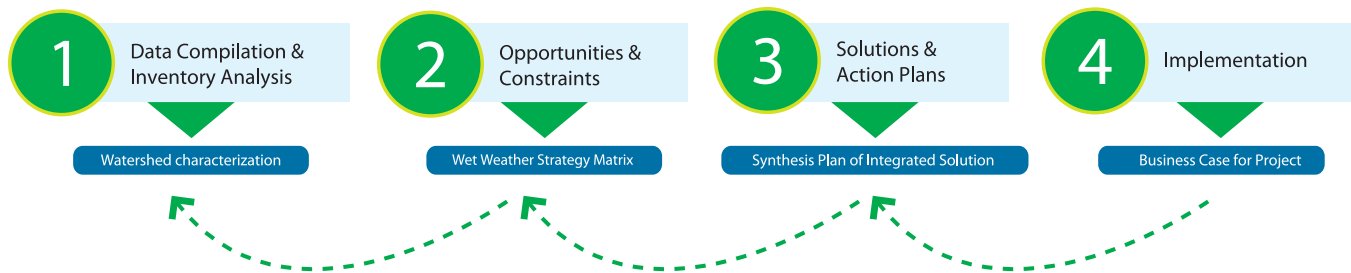 1
Data Compilation &
Inventory Analysis
Watershed characterization
2
Opportunities &
Constraints
Wet Weather Strategy Matrix
3
Solutions &
Action Plans
Synthesis Plan of Integrated Solution
4
Implementation
Business Case for Project